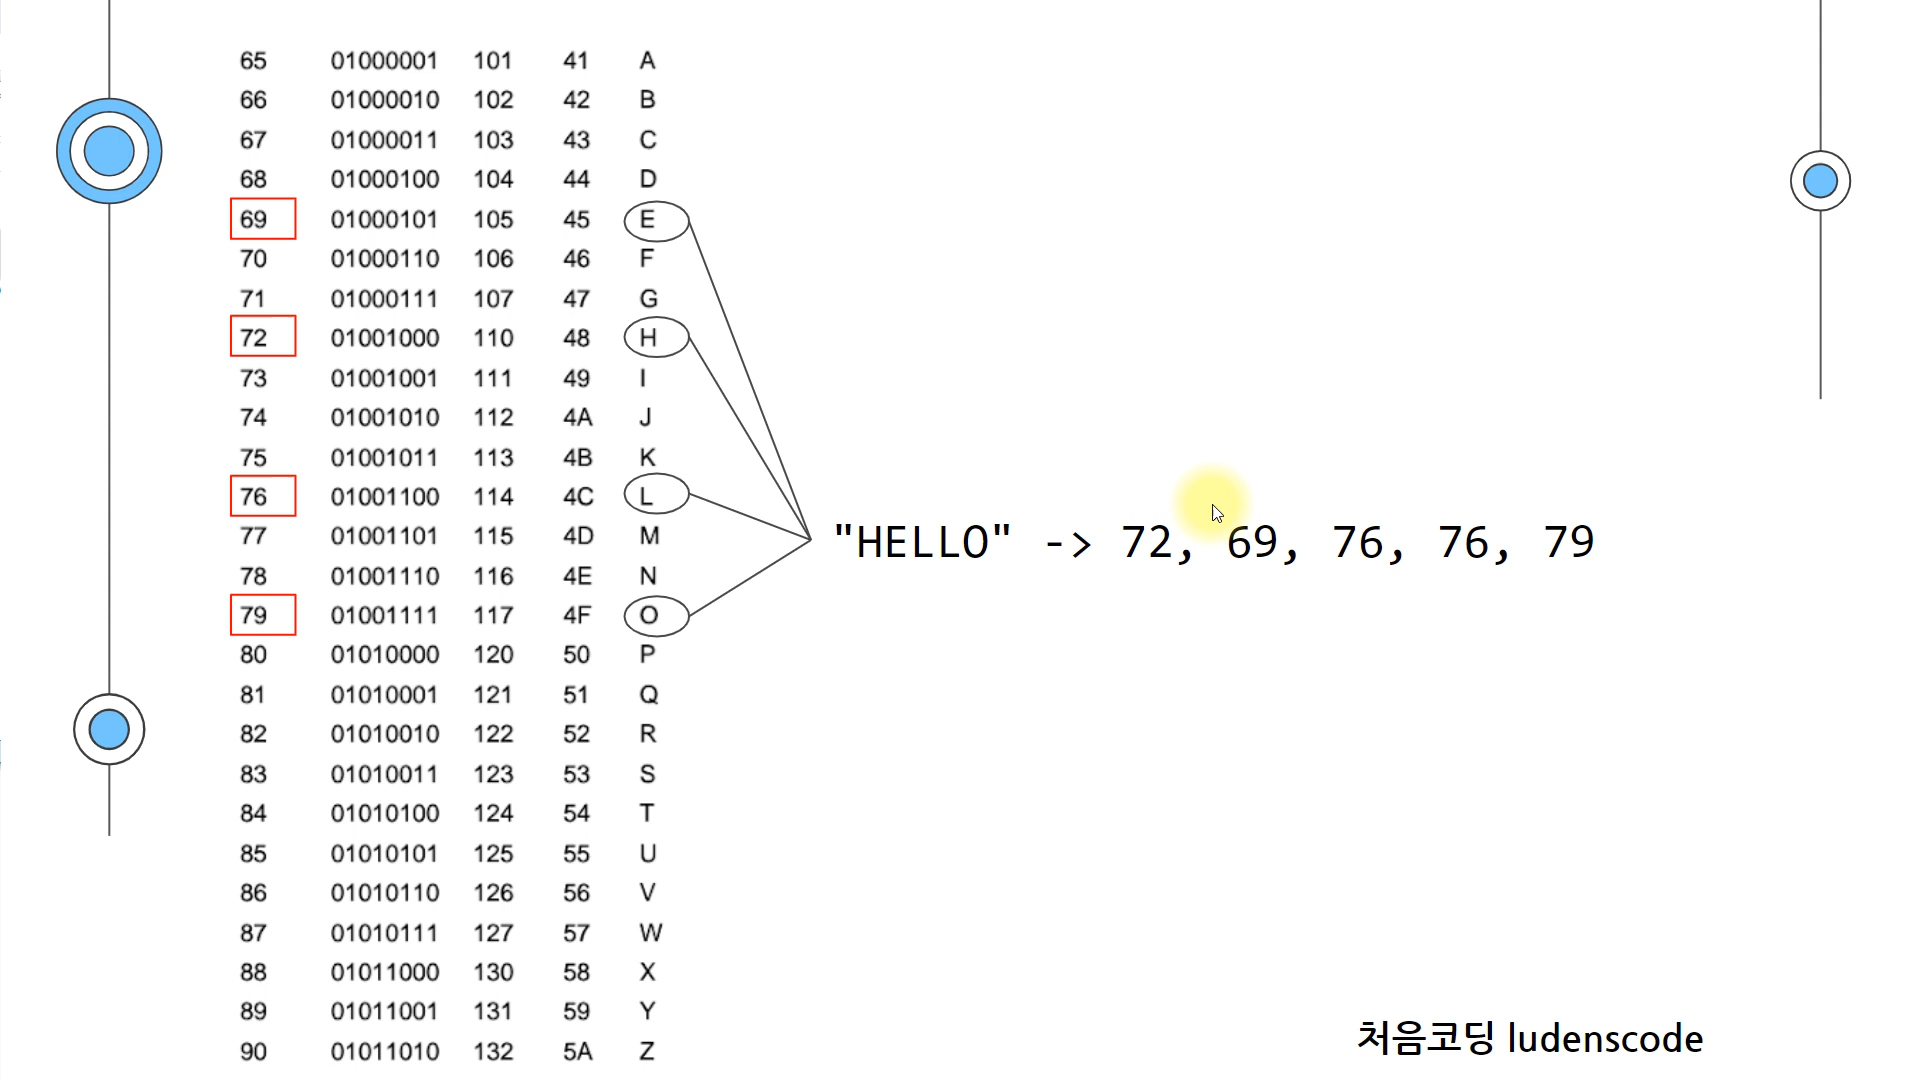 65 01000001 101 41 A
66 01000010 102 42 B
67 01000011 103 43 C
68 01000100 104 44 D
69 01000101 105 45 E
70 01000110 106 46 F
71 01000111 107 47 G
72 01001000 110 48 H
73 01001001 111 49 I
74 01001010 112 4A J
75 01001011 113 4B K
76 01001100 114 4C L
77 01001101 115 4D M
"HELLO" -> 72, 69, 76, 76, 79
78 01001110 116 4E N
79 01001111 117 4F O
80 01010000 120 50 P
81 01010001 121 51 Q
82 01010010 122 52 R
83 01010011 123 53 S
84 01010100 124 54 T
85 01010101 125 55 U
86 01010110 126 56 V
87 01010111 127 57 W
88 01011000 130 58 X
89 01011001 131 59 Y
90 01011010 132 5A Z
처음코딩 ludenscode